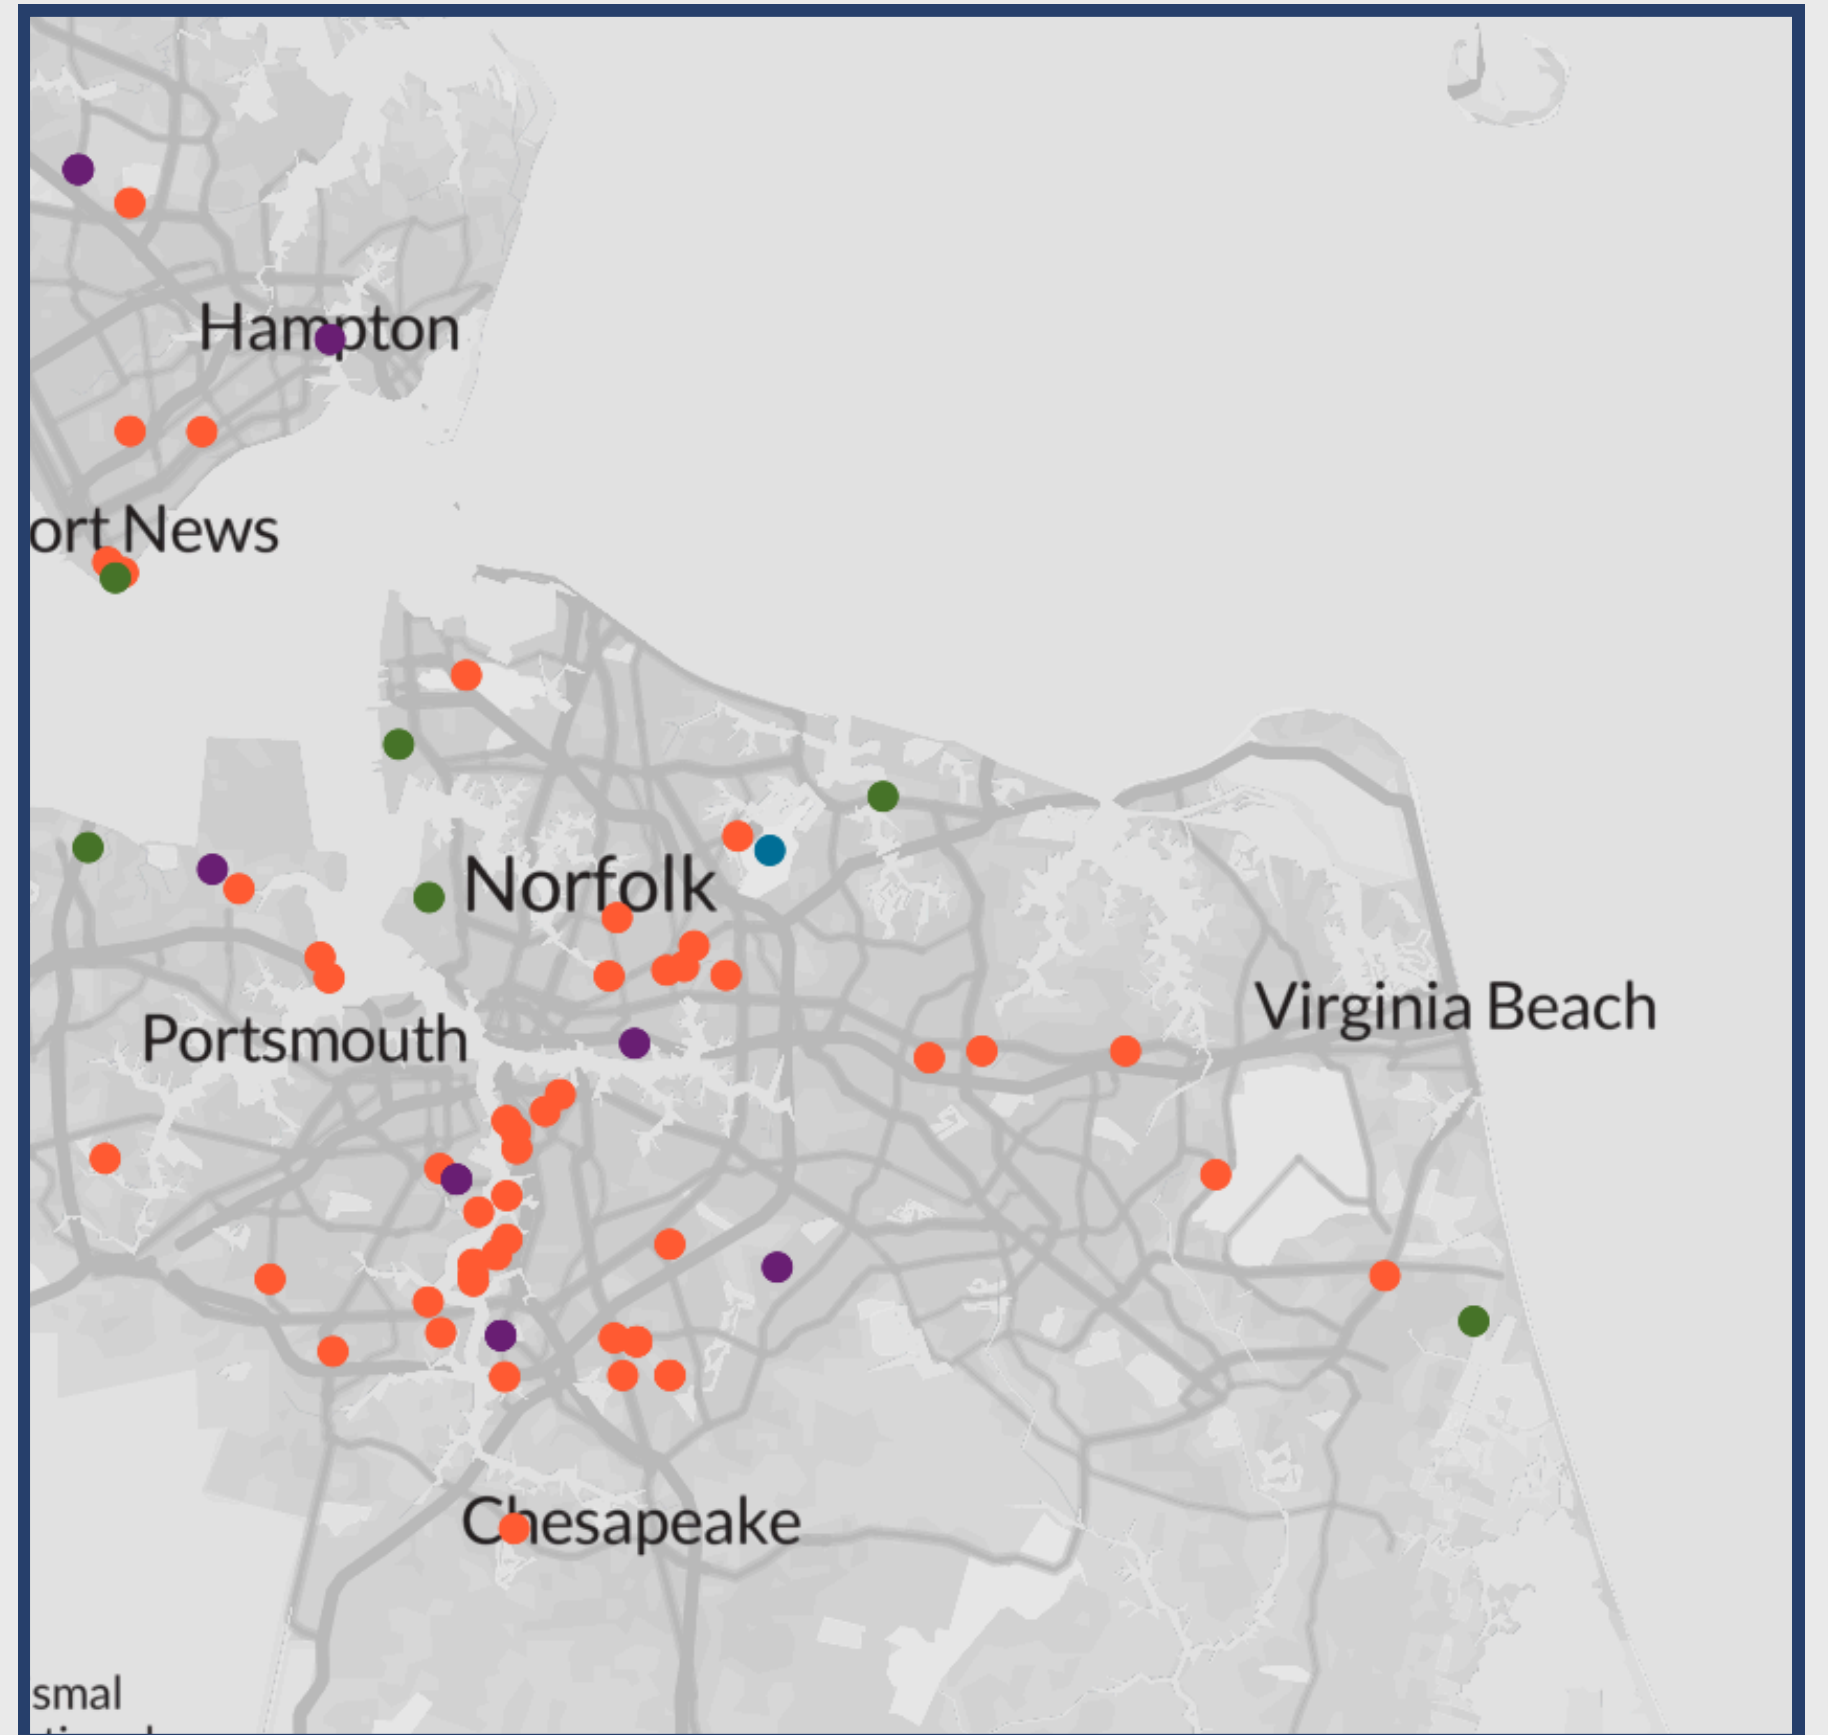 Hampton
ort News
Norfolk
Virginia Beach
Portsmouth
Chesapeake
smal